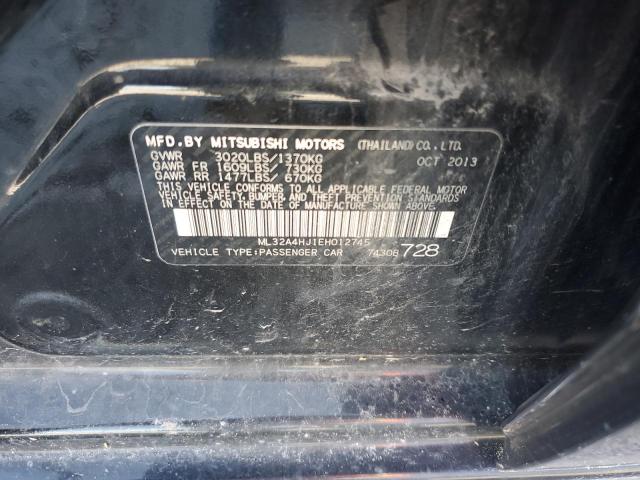 MFD.BY MITSUBISHI MOTORS (THAILAND)CO.,LTD.
GVWR 3020LBS/1370KG OCT 2013
GAWR FR 1609LBS/ 730KG
GAWR RR 1477LBS/ 670KG
THIS VEHICLE CONFORMS TO ALL APPLICABLE FEDERAL MOTOR
VEHICLE SAFETY,BUMPER,AND THEFT PREVENTION STANDARDS
IN EFFECT ON THE DATE OF MANUFACTURE SHOWN ABOVE.
ML32A4HJ1EH012745
VEHICLE TYPE:PASSENGER CAR 7430B 728